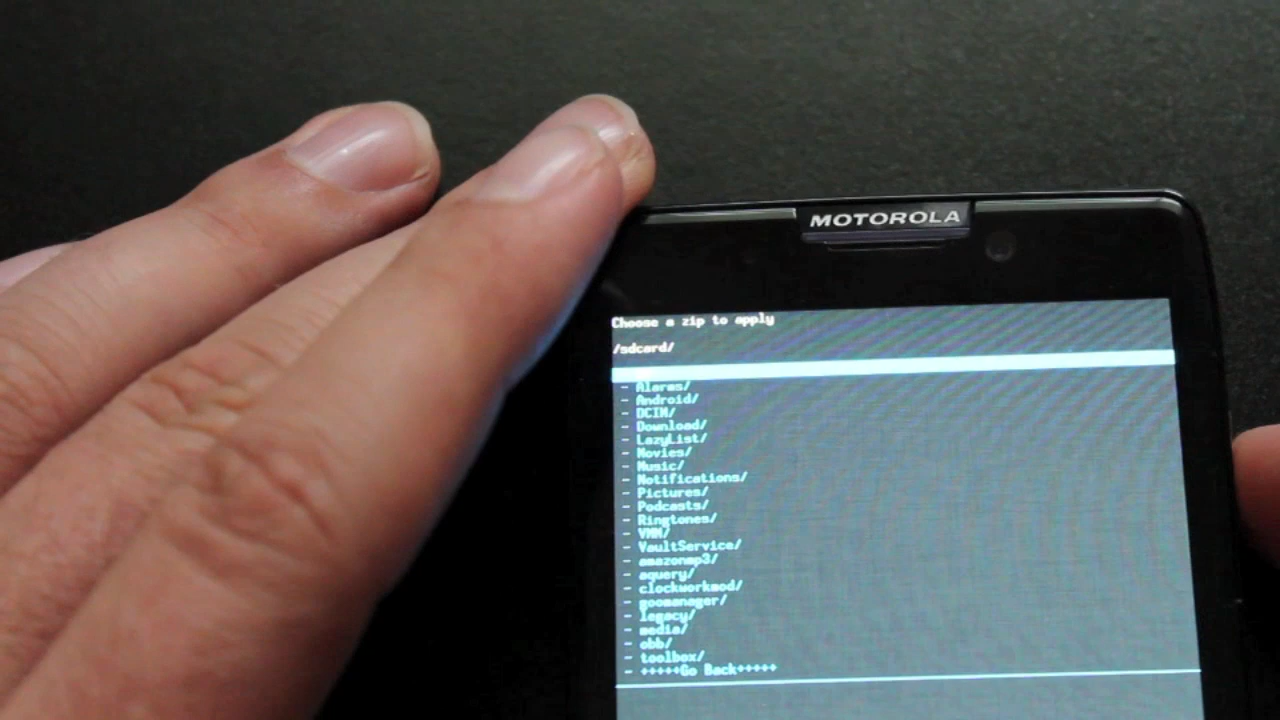 MOTOROLA
Choose a zip to apply
/sdcard/
- Alarms/
- Android/
- DCIM/
- Download/
- LazyList/
- Movies/
- Music/
- Notifications/
- Pictures/
- Podcasts/
- Ringtones/
- VMM/
- VaultService/
- amazonmp3/
- aquery/
- clockworkmod/
- goomanager/
- legacy/
- media/
- obb/
- toolbox/
- +++++Go Back+++++